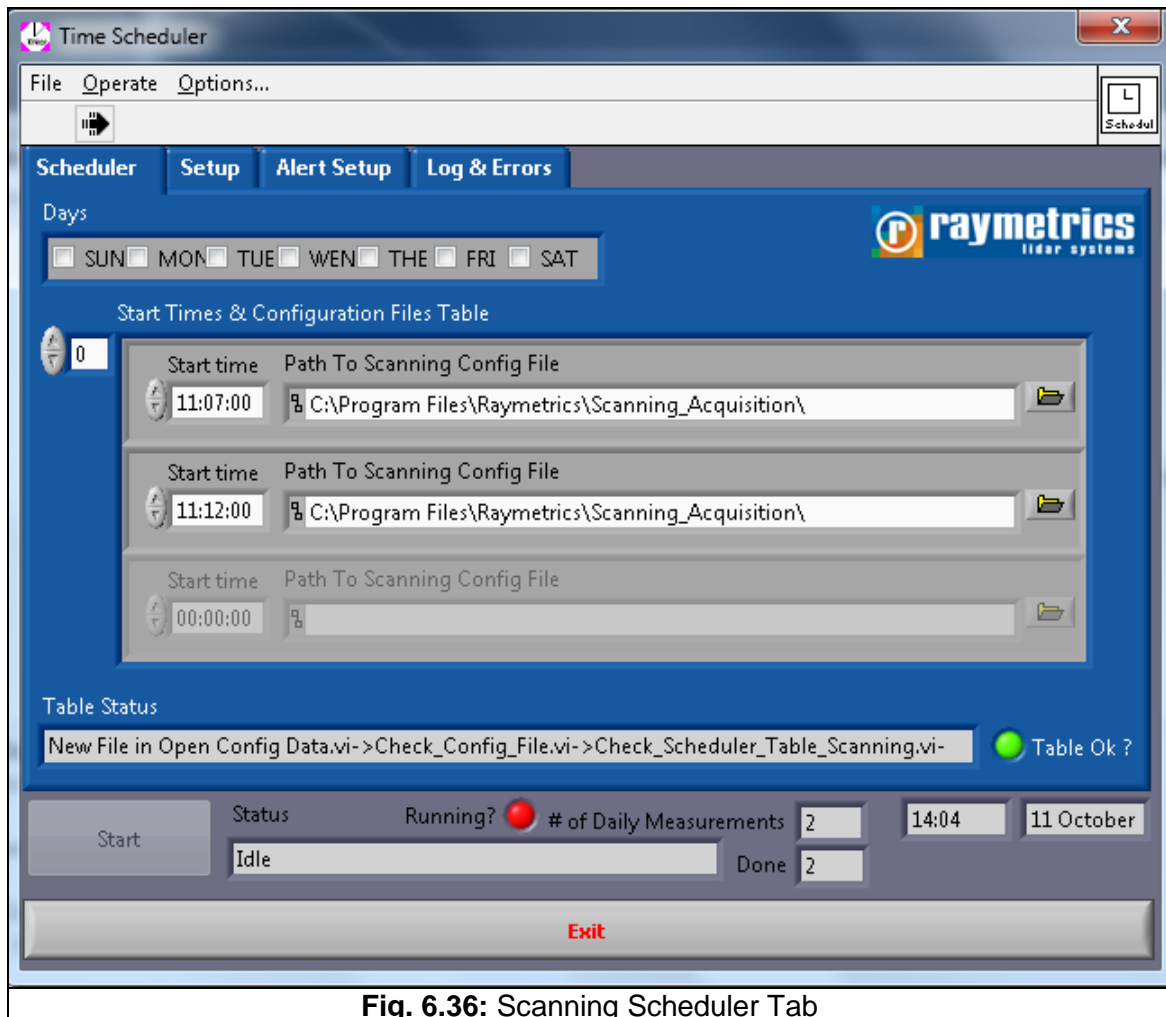 Time Scheduler
File Operate Options...
Schedul
Scheduler Setup Alert Setup Log & Errors
Days
raymetrics
lidar systems
SUN MON TUE WEN THE FRI SAT
Start Times & Configuration Files Table
0
Start time Path To Scanning Config File
11:07:00 C:\Program Files\Raymetrics\Scanning_Acquisition\
Start time Path To Scanning Config File
11:12:00 C:\Program Files\Raymetrics\Scanning_Acquisition\
Start time Path To Scanning Config File
00:00:00
Table Status
New File in Open Config Data.vi->Check_Config_File.vi->Check_Scheduler_Table_Scanning.vi-
Table Ok ?
Start
Status Running? # of Daily Measurements 2 14:04 11 October
Idle Done 2
Exit
Fig. 6.36: Scanning Scheduler Tab